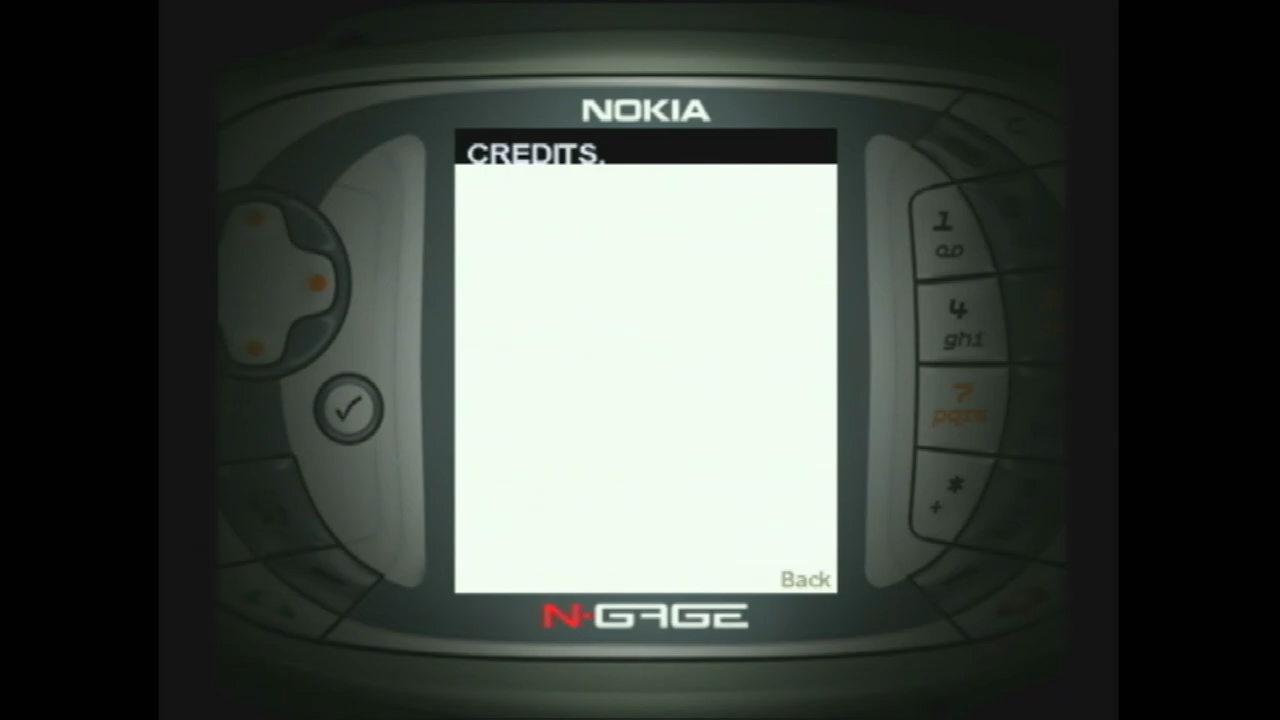 NOKIA
CREDITS.
1
4
ghi
7
pqrs
*
+
Back
N-GAGE